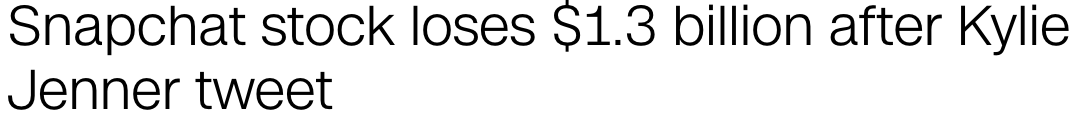 Snapchat stock loses $1.3 billion after Kylie
Jenner tweet